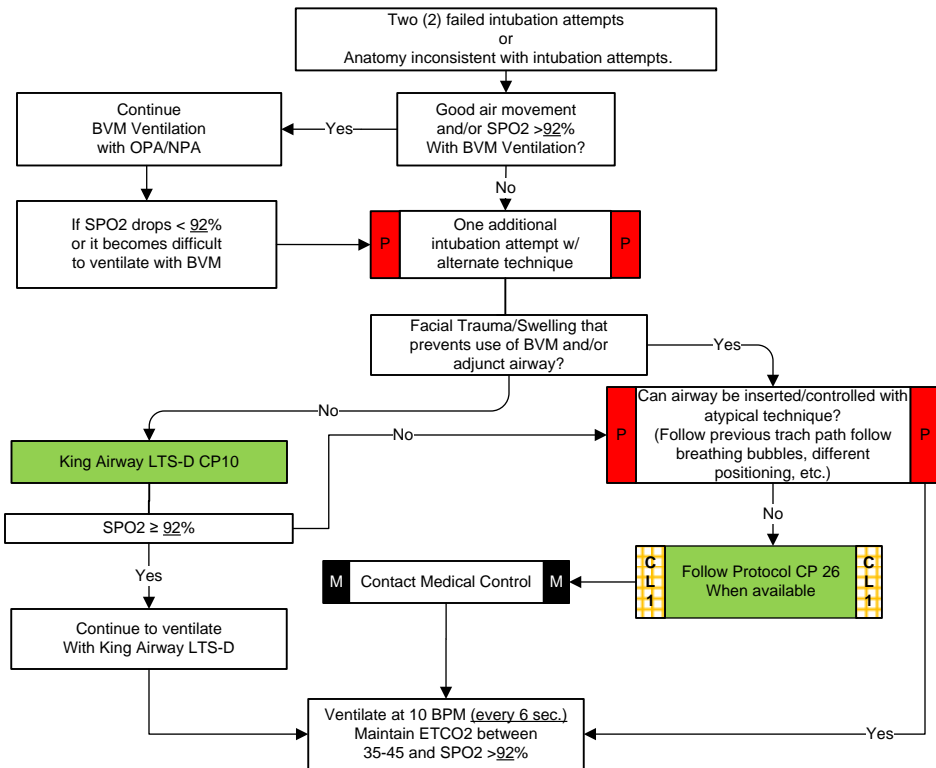 Two (2) failed intubation attempts
or
Anatomy inconsistent with intubation attempts.
Continue
BVM Ventilation
with OPA/NPA
Yes
Good air movement
and/or SPO2 >92%
With BVM Ventilation?
No
If SPO2 drops < 92%
or it becomes difficult
to ventilate with BVM
P
One additional
intubation attempt w/
alternate technique
P
Facial Trauma/Swelling that
prevents use of BVM and/or
adjunct airway?
Yes
No
P
Can airway be inserted/controlled with
atypical technique?
(Follow previous trach path follow
breathing bubbles, different
positioning, etc.)
P
No
King Airway LTS-D CP10
SPO2 ≥ 92%
No
Yes
M
Contact Medical Control
M
CL1
Follow Protocol CP 26
When available
CL1
Continue to ventilate
With King Airway LTS-D
Ventilate at 10 BPM (every 6 sec.)
Maintain ETCO2 between
35-45 and SPO2 >92%
Yes